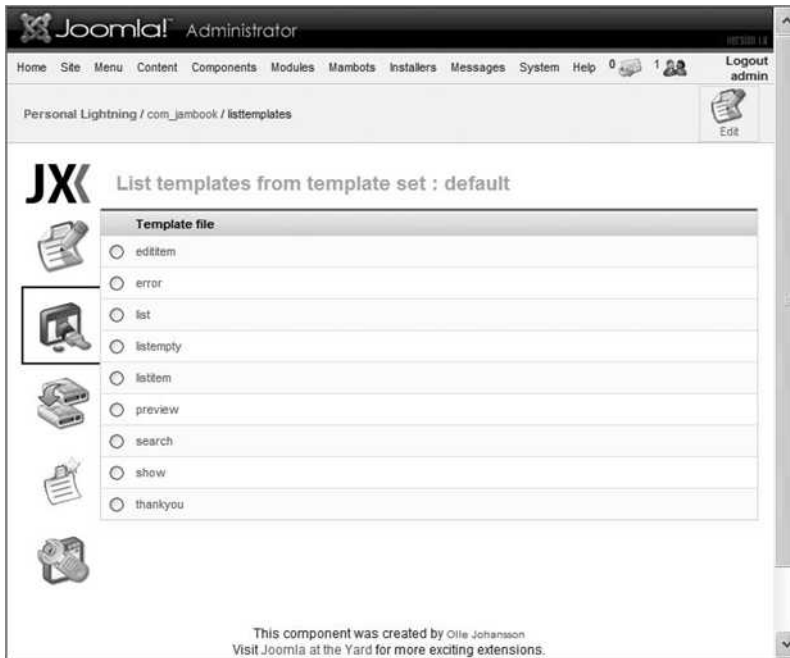 Joomla! Administrator
version 1.x
Home Site Menu Content Components Modules Mambots Installers Messages System Help 0 1 Logout
admin
Personal Lightning / com_jambook / listtemplates
Edit
JX
List templates from template set : default
Template file
edititem
error
list
listempty
listitem
preview
search
show
thankyou
This component was created by Olle Johansson
Visit Joomla at the Yard for more exciting extensions.